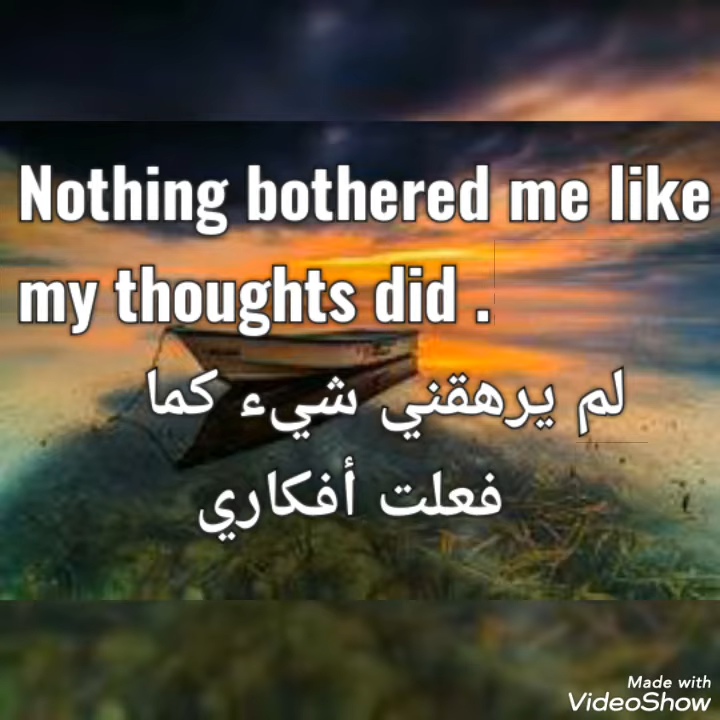 Nothing bothered me like
my thoughts did .
لم يرهقني شيء كما
فعلت أفكاري
Made with
VideoShow